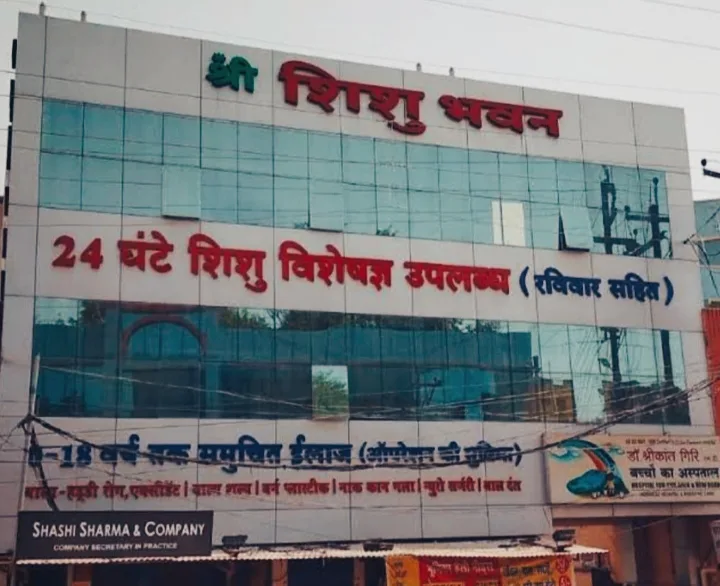 श्री शिशु भवन
24 घंटे शिशु विशेषज्ञ उपलब्ध (रविवार सहित)
0-18 वर्ष तक समुचित ईलाज (ऑपरेशन की सुविधा)
बाल-हड्डी रोग, एक्सीडेंट | बाल्य शल्य | बर्न प्लास्टीक | नाक कान गला | न्युरो सर्जरी | बाल दंत
डॉ श्रीकांत गिरि
बच्चों का अस्पताल
SHASHI SHARMA & COMPANY
COMPANY SECRETARY IN PRACTICE